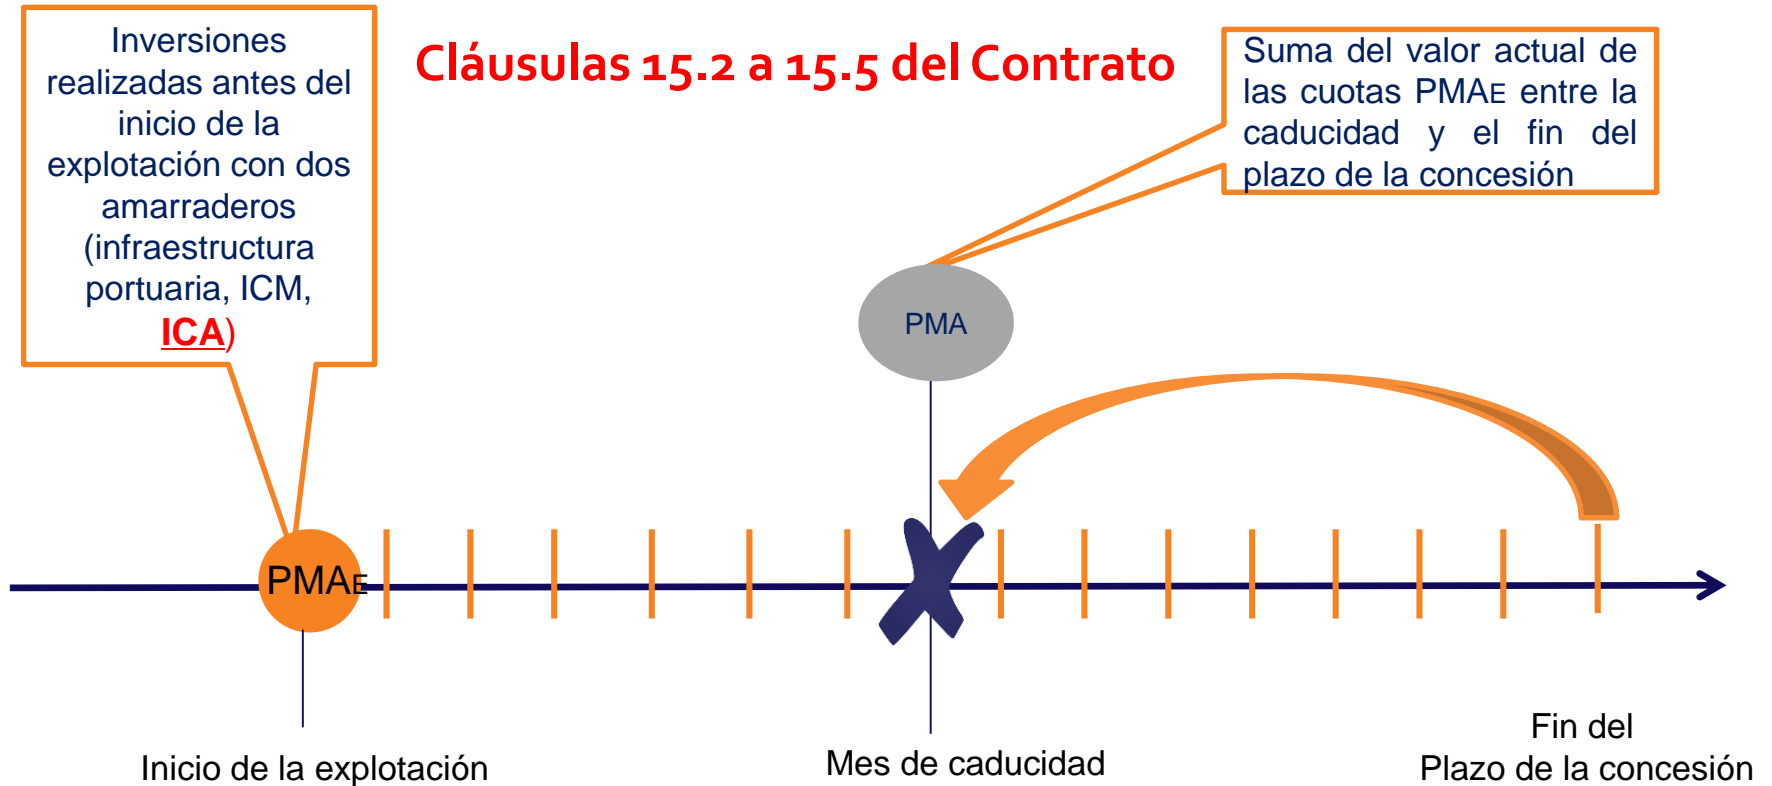 Inversiones
realizadas antes del
inicio de la
explotación con dos
amarraderos
(infraestructura
portuaria, ICM,
ICA)
Cláusulas 15.2 a 15.5 del Contrato
Suma del valor actual de
las cuotas PMAE entre la
caducidad y el fin del
plazo de la concesión
PMA
PMAE
Inicio de la explotación
Mes de caducidad
Fin del
Plazo de la concesión